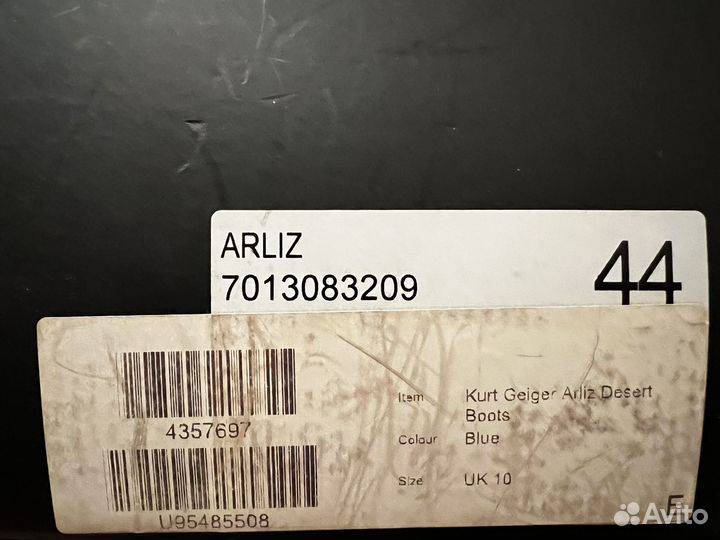 ARLIZ
7013083209
44
4357697
U95485508
Item Kurt Geiger Arliz Desert
Boots
Colour Blue
Size UK 10
E
Avito